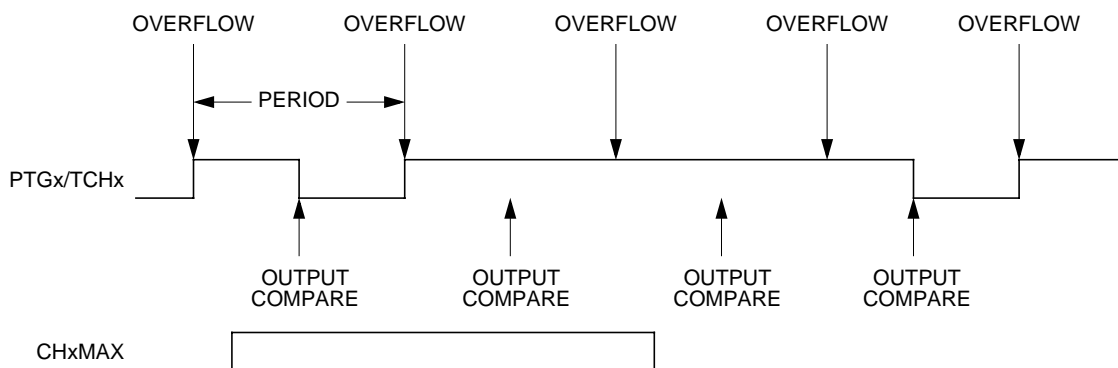 OVERFLOW OVERFLOW OVERFLOW OVERFLOW OVERFLOW
PERIOD
PTGx/TCHx
OUTPUT COMPARE
OUTPUT COMPARE
OUTPUT COMPARE
OUTPUT COMPARE
CHxMAX